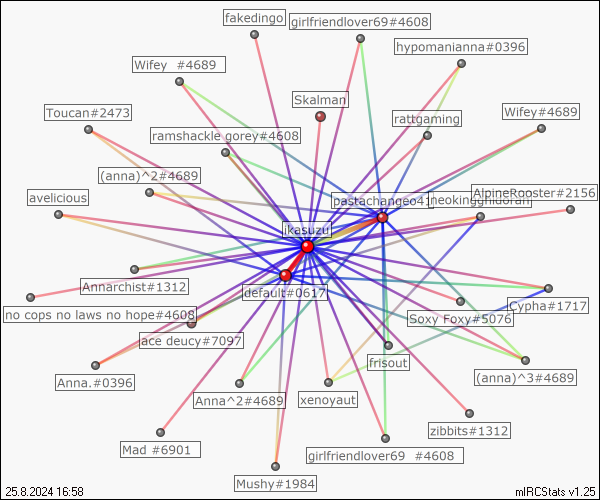 fakedingo
girlfriendlover69#4608
hypomanianna#0396
Wifey #4689
Skalman
Toucan#2473
rattgaming
Wifey#4689
ramshackle gorey#4608
(anna)^2#4689
avelicious
pastachangeo41
neokingghidorah
AlpineRooster#2156
ikasuzu
Annarchist#1312
default#0617
no cops no laws no hope#4608
Soxy Foxy#5076
Cypha#1717
ace deucy#7097
frisout
Anna.#0396
(anna)^3#4689
Anna^2#4689
xenoyaut
zibbits#1312
Mad #6901
girlfriendlover69 #4608
Mushy#1984
25.8.2024 16:58
mIRCStats v1.25